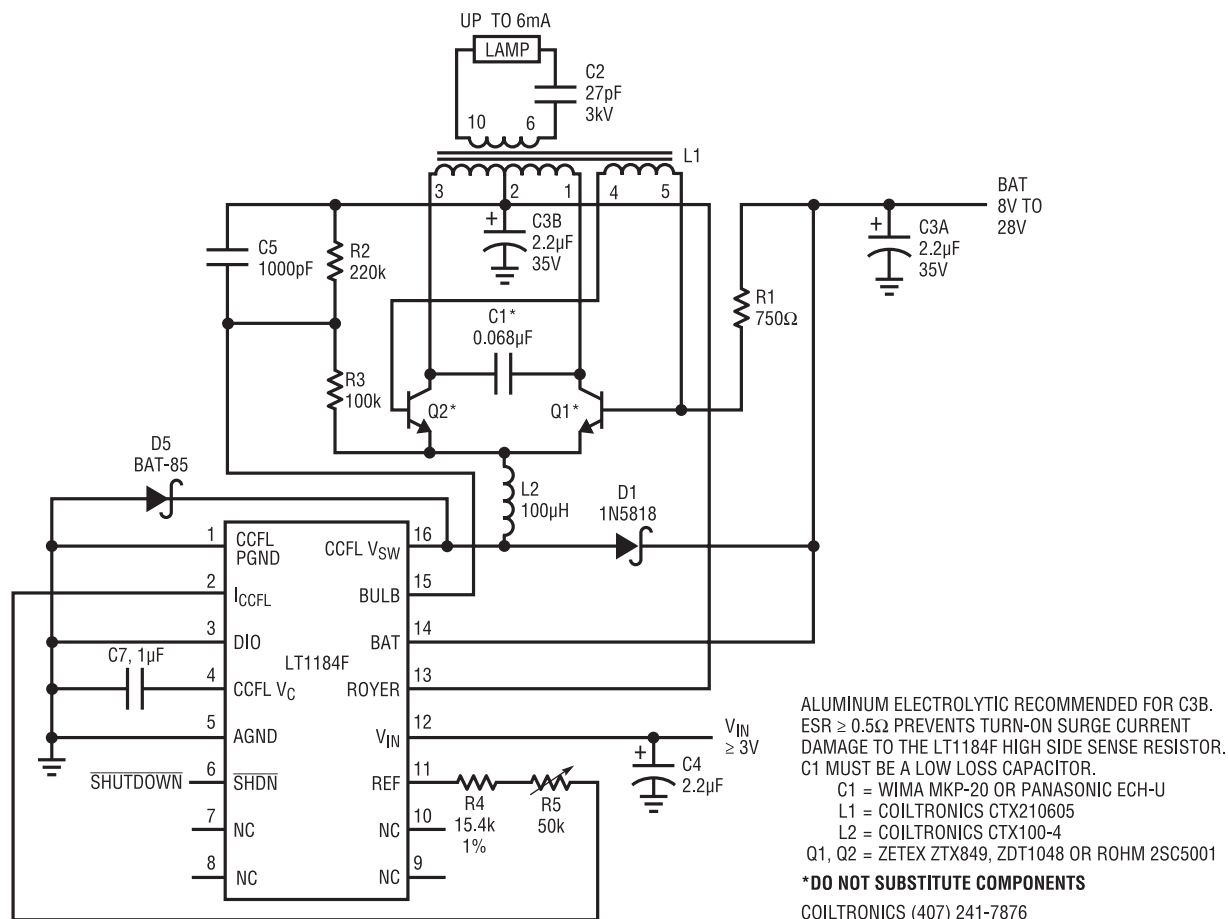 UP TO 6mA
LAMP
C2
27pF
3kV
10
6
L1
3
2
1
4
5
BAT
8V TO
28V
+
C3B
2.2µF
35V
+
C3A
2.2µF
35V
C5
1000pF
R2
220k
R1
750Ω
C1*
0.068µF
R3
100k
Q2*
Q1*
D5
BAT-85
L2
100µH
D1
1N5818
1
CCFL
PGND
CCFL VSW
16
2
ICCFL
BULB
15
3
DIO
BAT
14
C7, 1µF
LT1184F
4
CCFL VC
ROYER
13
5
AGND
VIN
12
VIN
≥ 3V
+
C4
2.2µF
SHUTDOWN
6
SHDN
REF
11
R4
15.4k
1%
R5
50k
7
NC
NC
10
8
NC
NC
9
ALUMINUM ELECTROLYTIC RECOMMENDED FOR C3B.
ESR ≥ 0.5Ω PREVENTS TURN-ON SURGE CURRENT
DAMAGE TO THE LT1184F HIGH SIDE SENSE RESISTOR.
C1 MUST BE A LOW LOSS CAPACITOR.
C1 = WIMA MKP-20 OR PANASONIC ECH-U
L1 = COILTRONICS CTX210605
L2 = COILTRONICS CTX100-4
Q1, Q2 = ZETEX ZTX849, ZDT1048 OR ROHM 2SC5001
*DO NOT SUBSTITUTE COMPONENTS
COILTRONICS (407) 241-7876